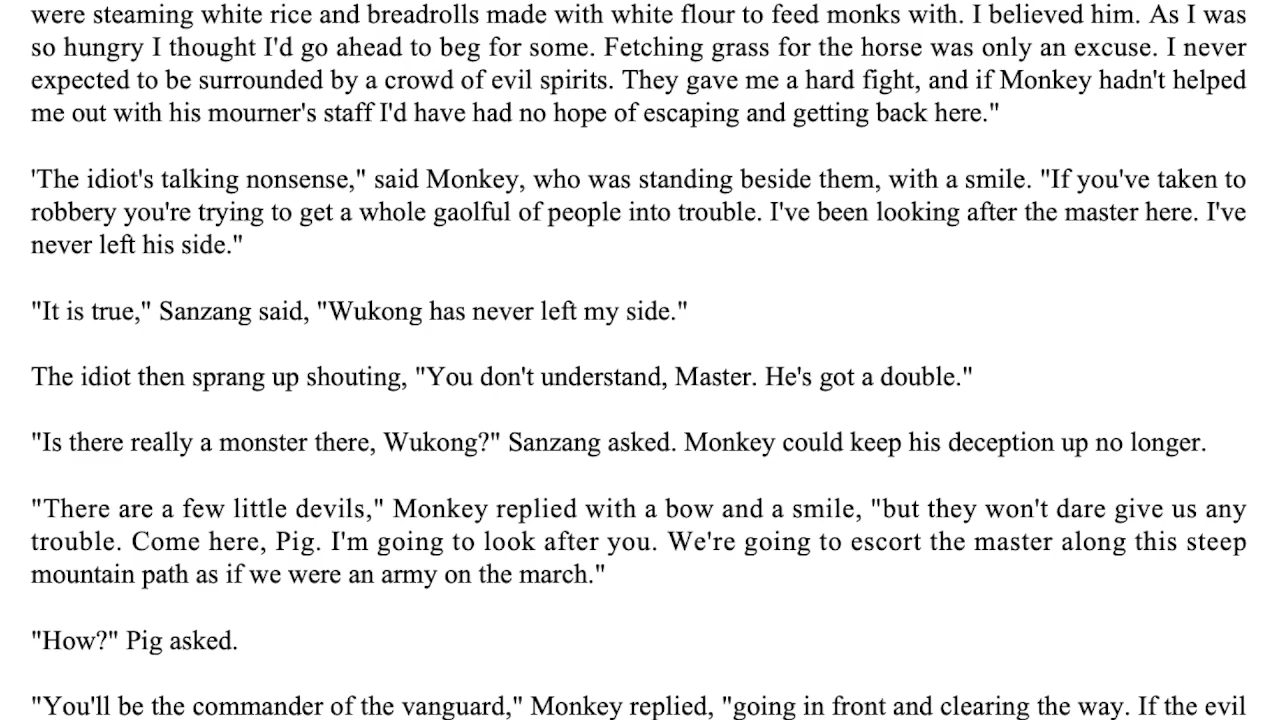 were steaming white rice and breadrolls made with white flour to feed monks with. I believed him. As I was
so hungry I thought I'd go ahead to beg for some. Fetching grass for the horse was only an excuse. I never
expected to be surrounded by a crowd of evil spirits. They gave me a hard fight, and if Monkey hadn't helped
me out with his mourner's staff I'd have had no hope of escaping and getting back here."
'The idiot's talking nonsense," said Monkey, who was standing beside them, with a smile. "If you've taken to
robbery you're trying to get a whole gaolful of people into trouble. I've been looking after the master here. I've
never left his side."
"It is true," Sanzang said, "Wukong has never left my side."
The idiot then sprang up shouting, "You don't understand, Master. He's got a double."
"Is there really a monster there, Wukong?" Sanzang asked. Monkey could keep his deception up no longer.
"There are a few little devils," Monkey replied with a bow and a smile, "but they won't dare give us any
trouble. Come here, Pig. I'm going to look after you. We're going to escort the master along this steep
mountain path as if we were an army on the march."
"How?" Pig asked.
"You'll be the commander of the vanguard," Monkey replied, "going in front and clearing the way. If the evil